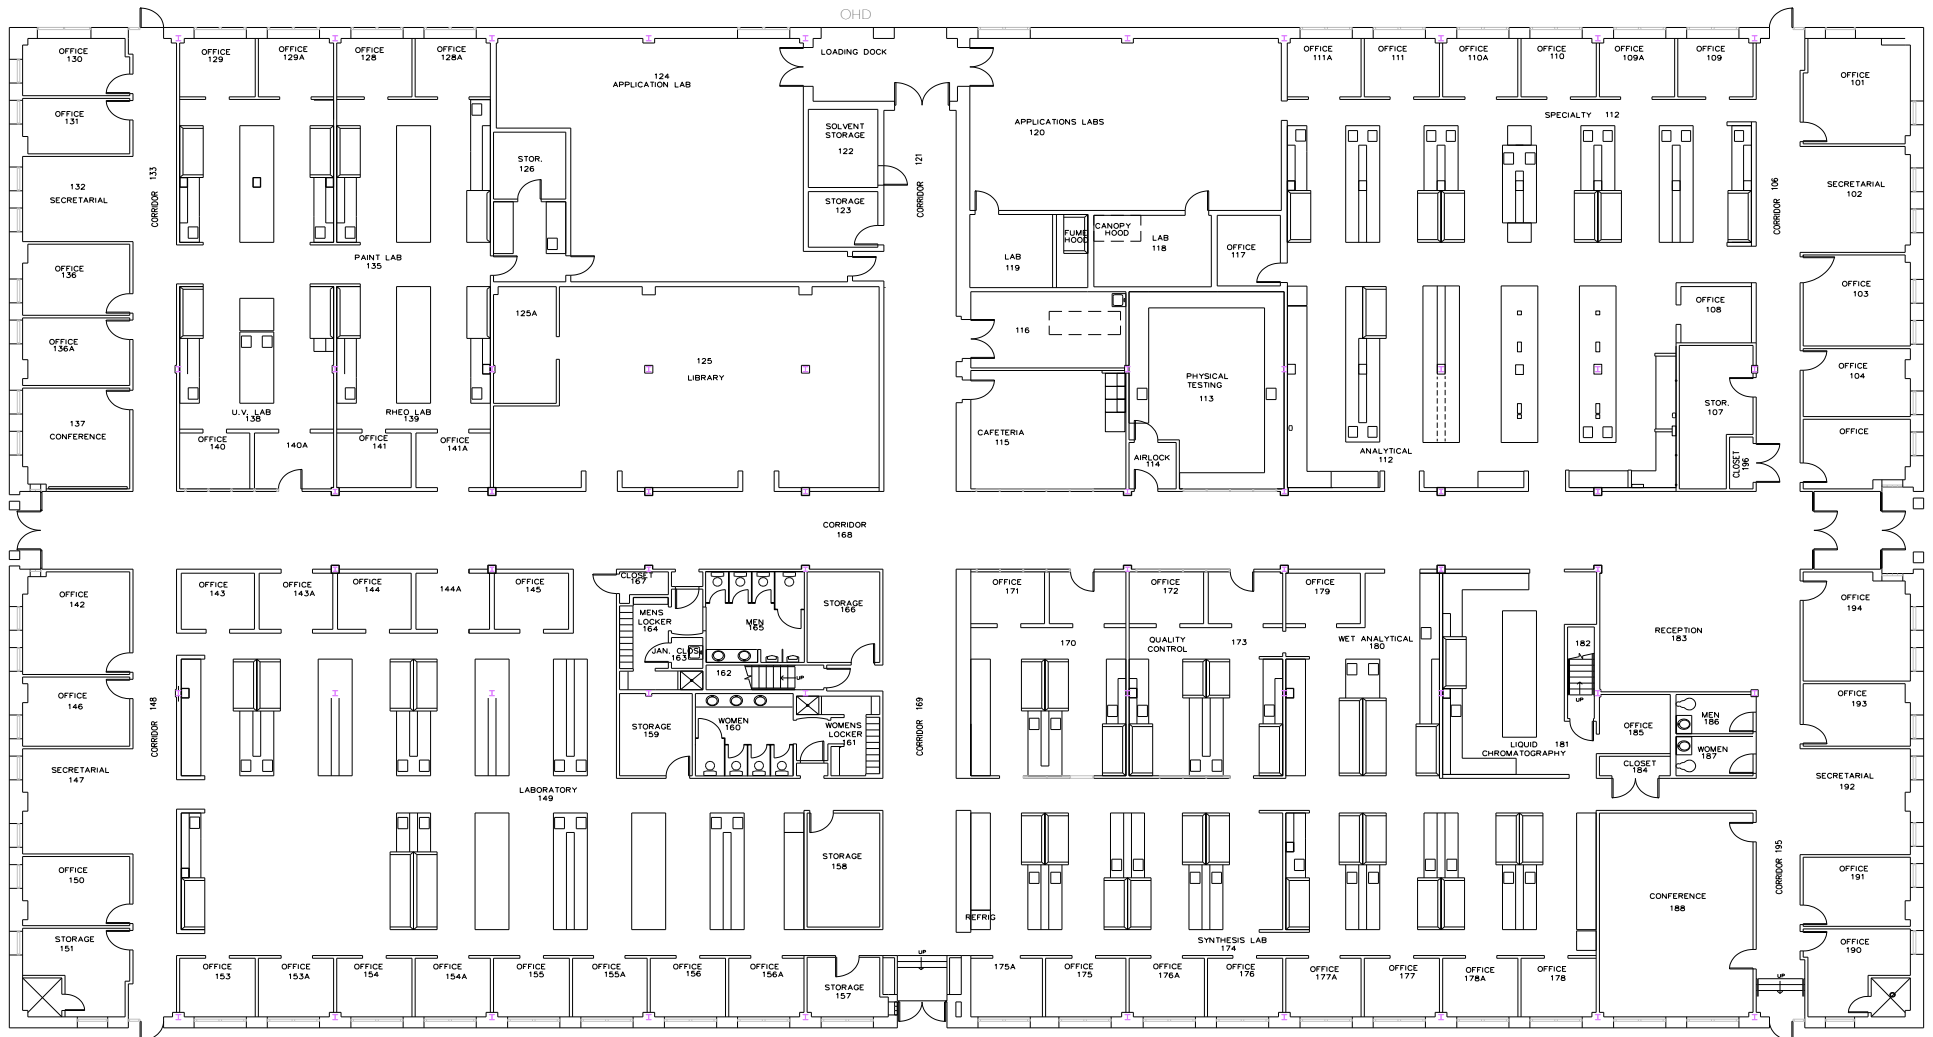 OHD
OFFICE
130
OFFICE
129
OFFICE
129A
OFFICE
128
OFFICE
128A
124
APPLICATION LAB
LOADING DOCK
OFFICE
111A
OFFICE
111
OFFICE
110A
OFFICE
110
OFFICE
109A
OFFICE
109
OFFICE
101
OFFICE
131
STOR.
126
SOLVENT
STORAGE
122
APPLICATIONS LABS
120
SPECIALTY 112
132
SECRETARIAL
CORRIDOR 133
STORAGE
123
CORRIDOR 121
CORRIDOR 106
SECRETARIAL
102
OFFICE
136
PAINT LAB
135
LAB
119
FUME
HOOD
CANOPY
HOOD
LAB
118
OFFICE
117
OFFICE
103
OFFICE
136A
125A
125
LIBRARY
116
PHYSICAL
TESTING
113
OFFICE
108
OFFICE
104
137
CONFERENCE
U.V. LAB
138
RHEO LAB
139
OFFICE
140
140A
OFFICE
141
OFFICE
141A
CAFETERIA
115
AIRLOCK
114
ANALYTICAL
112
STOR.
107
CLOSET
196
OFFICE
CORRIDOR
168
OFFICE
142
OFFICE
143
OFFICE
143A
OFFICE
144
144A
OFFICE
145
CLOSET
167
MENS
LOCKER
164
JAN. CLOS.
163
MEN
165
STORAGE
166
OFFICE
171
OFFICE
172
OFFICE
179
170
QUALITY
CONTROL
173
WET ANALYTICAL
180
182
UP
RECEPTION
183
OFFICE
194
OFFICE
146
CORRIDOR 148
162
UP
STORAGE
159
WOMEN
160
WOMENS
LOCKER
161
CORRIDOR 169
LIQUID
CHROMATOGRAPHY
181
OFFICE
185
MEN
186
WOMEN
187
CLOSET
184
OFFICE
193
SECRETARIAL
147
LABORATORY
149
SECRETARIAL
192
OFFICE
150
STORAGE
158
REFRIG
CONFERENCE
188
CORRIDOR 195
OFFICE
191
STORAGE
151
SYNTHESIS LAB
174
OFFICE
190
OFFICE
153
OFFICE
153A
OFFICE
154
OFFICE
154A
OFFICE
155
OFFICE
155A
OFFICE
156
OFFICE
156A
STORAGE
157
UP
175A
OFFICE
175
OFFICE
176A
OFFICE
176
OFFICE
177A
OFFICE
177
OFFICE
178A
OFFICE
178
UP